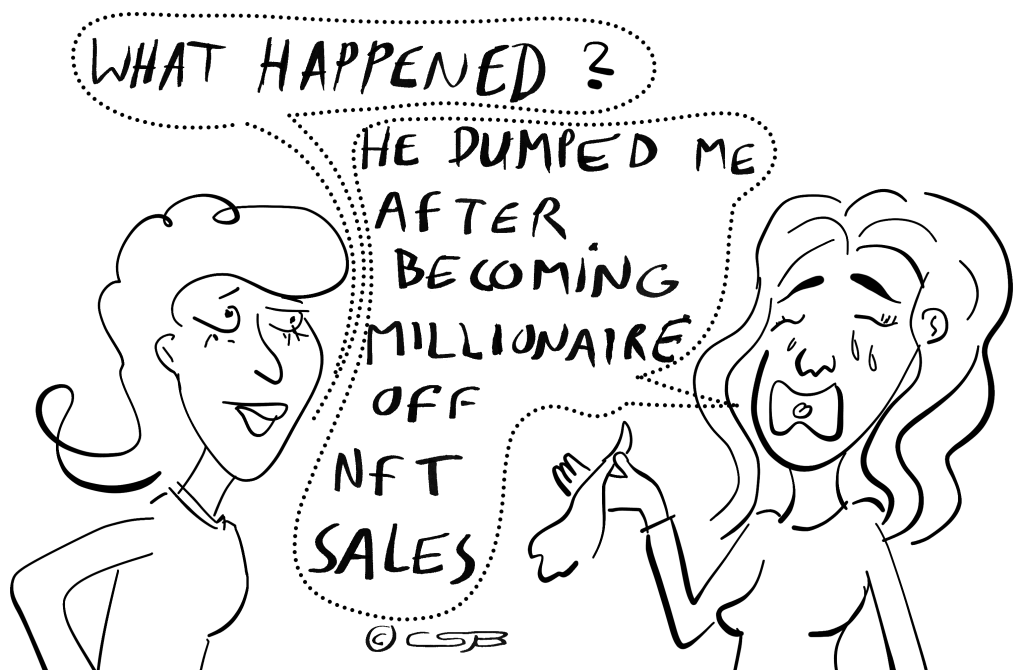 WHAT HAPPENED ?
HE DUMPED ME
AFTER
BECOMING
MILLIONAIRE
OFF
NFT
SALES
© CSB